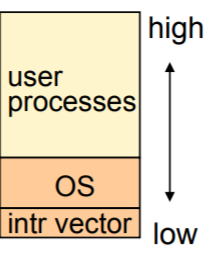 high
user
processes
OS
intr vector
low